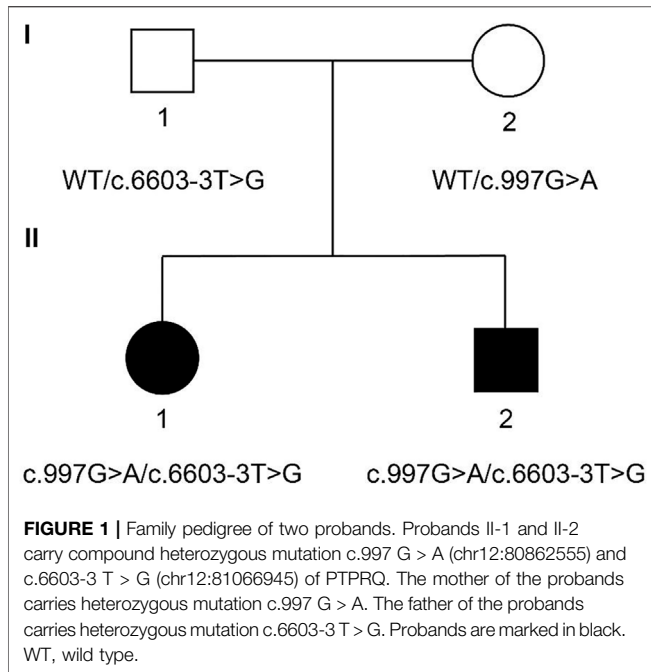 I
1
2
WT/c.6603-3T>G
WT/c.997G>A
II
1
2
c.997G>A/c.6603-3T>G
c.997G>A/c.6603-3T>G
FIGURE 1 | Family pedigree of two probands. Probands II-1 and II-2
carry compound heterozygous mutation c.997 G > A (chr12:80862555) and
c.6603-3 T > G (chr12:81066945) of PTPRQ. The mother of the probands
carries heterozygous mutation c.997 G > A. The father of the probands
carries heterozygous mutation c.6603-3 T > G. Probands are marked in black.
WT, wild type.